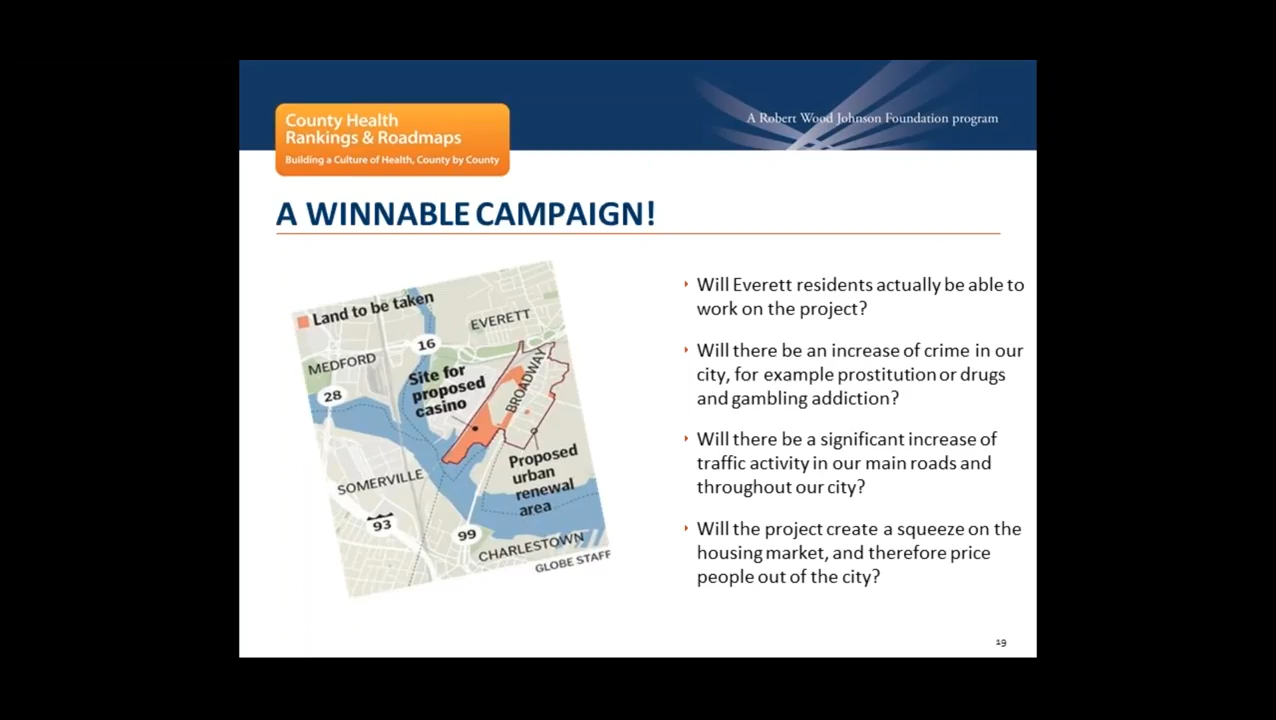 County Health
Rankings & Roadmaps
Building a Culture of Health, County by County
A Robert Wood Johnson Foundation program
A WINNABLE CAMPAIGN!
Land to be taken
EVERETT
MEDFORD
16
28
Site for
proposed
casino
BROADWAY
SOMERVILLE
Proposed
urban
renewal
area
93
99
CHARLESTOWN
GLOBE STAFF
Will Everett residents actually be able to
work on the project?
Will there be an increase of crime in our
city, for example prostitution or drugs
and gambling addiction?
Will there be a significant increase of
traffic activity in our main roads and
throughout our city?
Will the project create a squeeze on the
housing market, and therefore price
people out of the city?
19